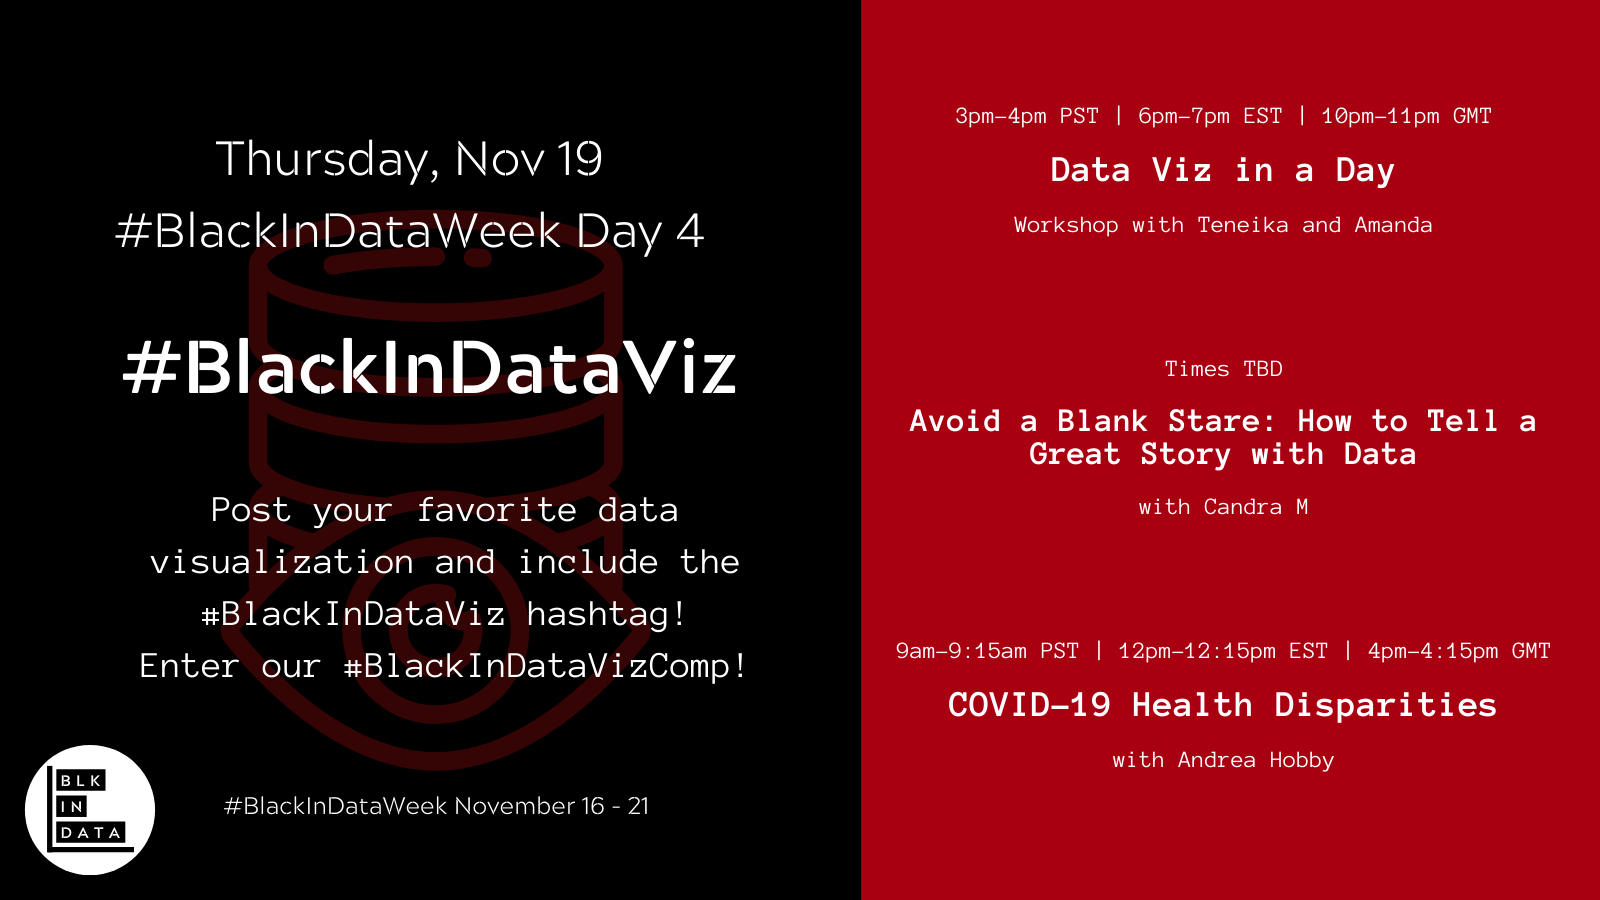 Thursday, Nov 19
#BlackInDataWeek Day 4
#BlackInDataViz
Post your favorite data
visualization and include the
#BlackInDataViz hashtag!
Enter our #BlackInDataVizComp!
#BlackInDataWeek November 16 - 21
BLK
IN
DATA
3pm-4pm PST | 6pm-7pm EST | 10pm-11pm GMT
Data Viz in a Day
Workshop with Teneika and Amanda
Times TBD
Avoid a Blank Stare: How to Tell a
Great Story with Data
with Candra M
9am-9:15am PST | 12pm-12:15pm EST | 4pm-4:15pm GMT
COVID-19 Health Disparities
with Andrea Hobby